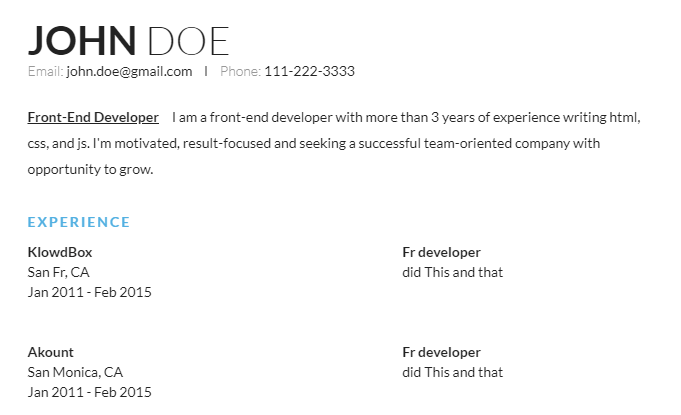 JOHN DOE
Email: john.doe@gmail.com | Phone: 111-222-3333
Front-End Developer I am a front-end developer with more than 3 years of experience writing html,
css, and js. I'm motivated, result-focused and seeking a successful team-oriented company with
opportunity to grow.
EXPERIENCE
KlowdBox Fr developer
San Fr, CA did This and that
Jan 2011 - Feb 2015
Akount Fr developer
San Monica, CA did This and that
Jan 2011 - Feb 2015